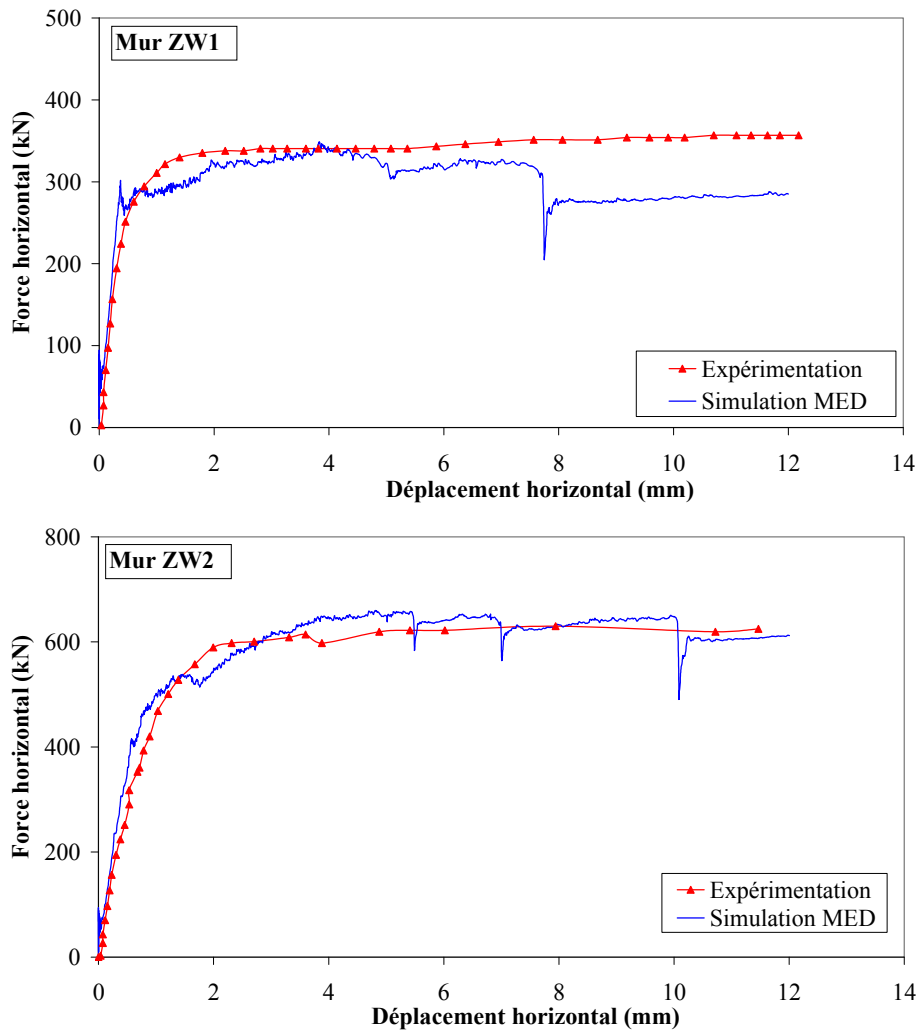 Mur ZW1
500
400
300
200
100
0
Force horizontal (kN)
Expérimentation
Simulation MED
0 2 4 6 8 10 12 14
Déplacement horizontal (mm)
Mur ZW2
800
600
400
200
0
Force horizontal (kN)
Expérimentation
Simulation MED
0 2 4 6 8 10 12 14
Déplacement horizontal (mm)